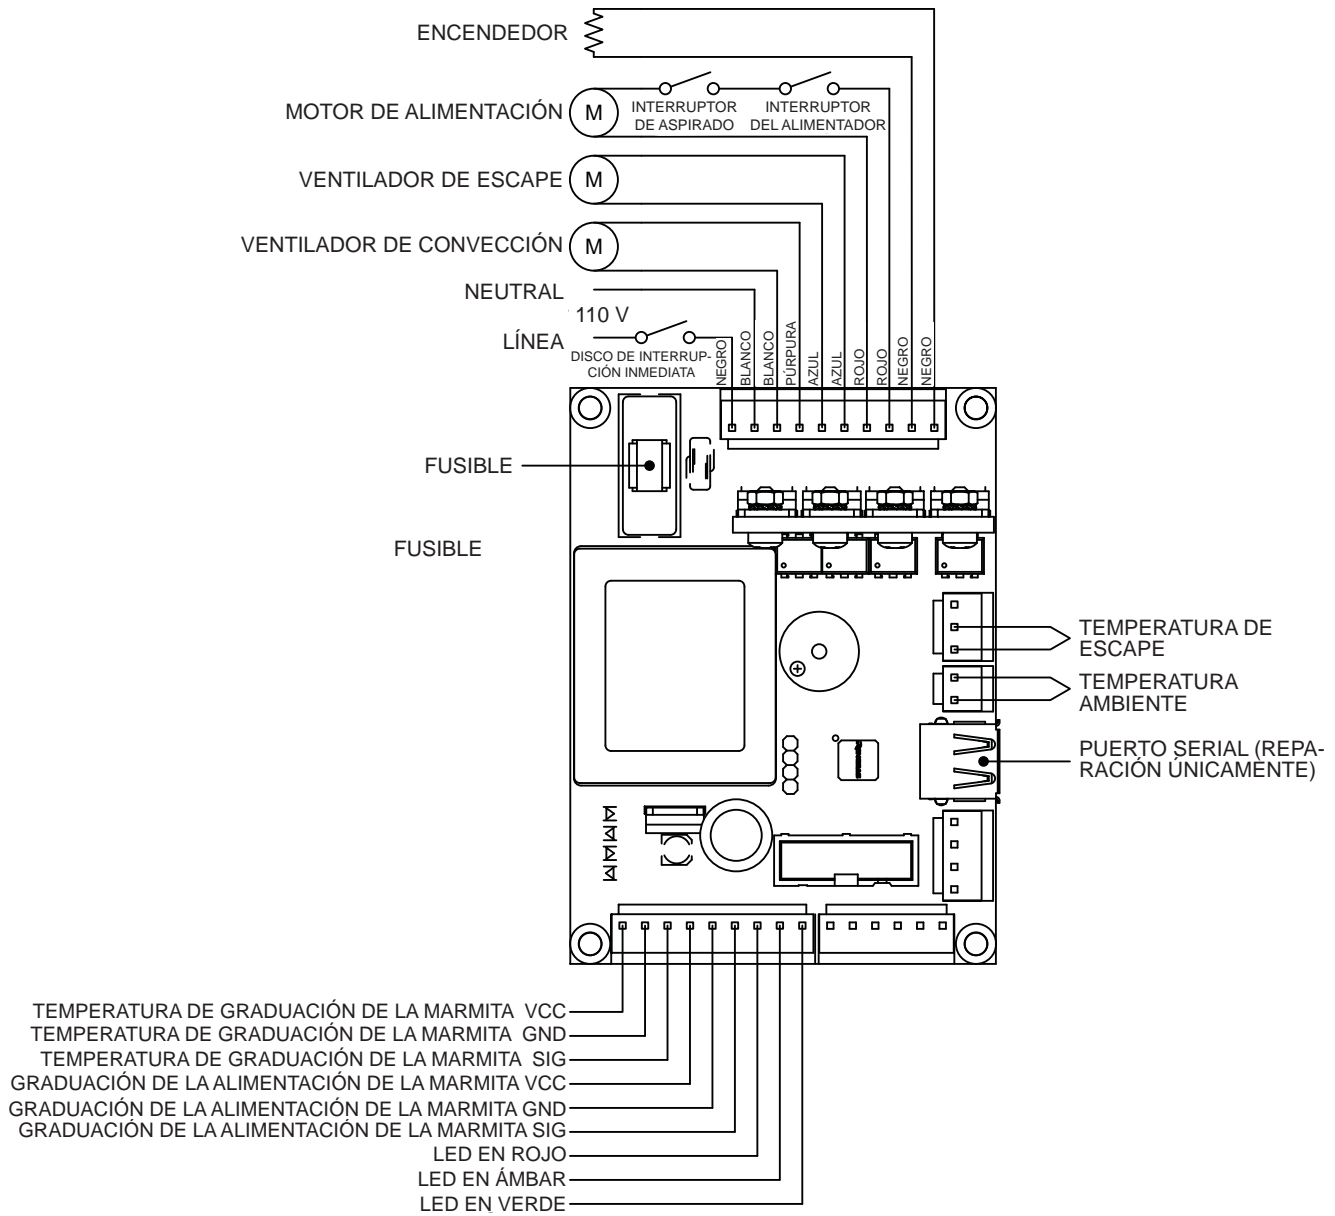 ENCENDEDOR
MOTOR DE ALIMENTACIÓN
M
INTERRUPTOR
DE ASPIRADO
INTERRUPTOR
DEL ALIMENTADOR
VENTILADOR DE ESCAPE
M
VENTILADOR DE CONVECCIÓN
M
NEUTRAL
110 V
LÍNEA
DISCO DE INTERRUP-
CIÓN INMEDIATA
NEGRO
BLANCO
BLANCO
PÚRPURA
AZUL
AZUL
ROJO
ROJO
NEGRO
NEGRO
FUSIBLE
FUSIBLE
TEMPERATURA DE
ESCAPE
TEMPERATURA
AMBIENTE
PUERTO SERIAL (REPA-
RACIÓN ÚNICAMENTE)
TEMPERATURA DE GRADUACIÓN DE LA MARMITA VCC
TEMPERATURA DE GRADUACIÓN DE LA MARMITA GND
TEMPERATURA DE GRADUACIÓN DE LA MARMITA SIG
GRADUACIÓN DE LA ALIMENTACIÓN DE LA MARMITA VCC
GRADUACIÓN DE LA ALIMENTACIÓN DE LA MARMITA GND
GRADUACIÓN DE LA ALIMENTACIÓN DE LA MARMITA SIG
LED EN ROJO
LED EN ÁMBAR
LED EN VERDE